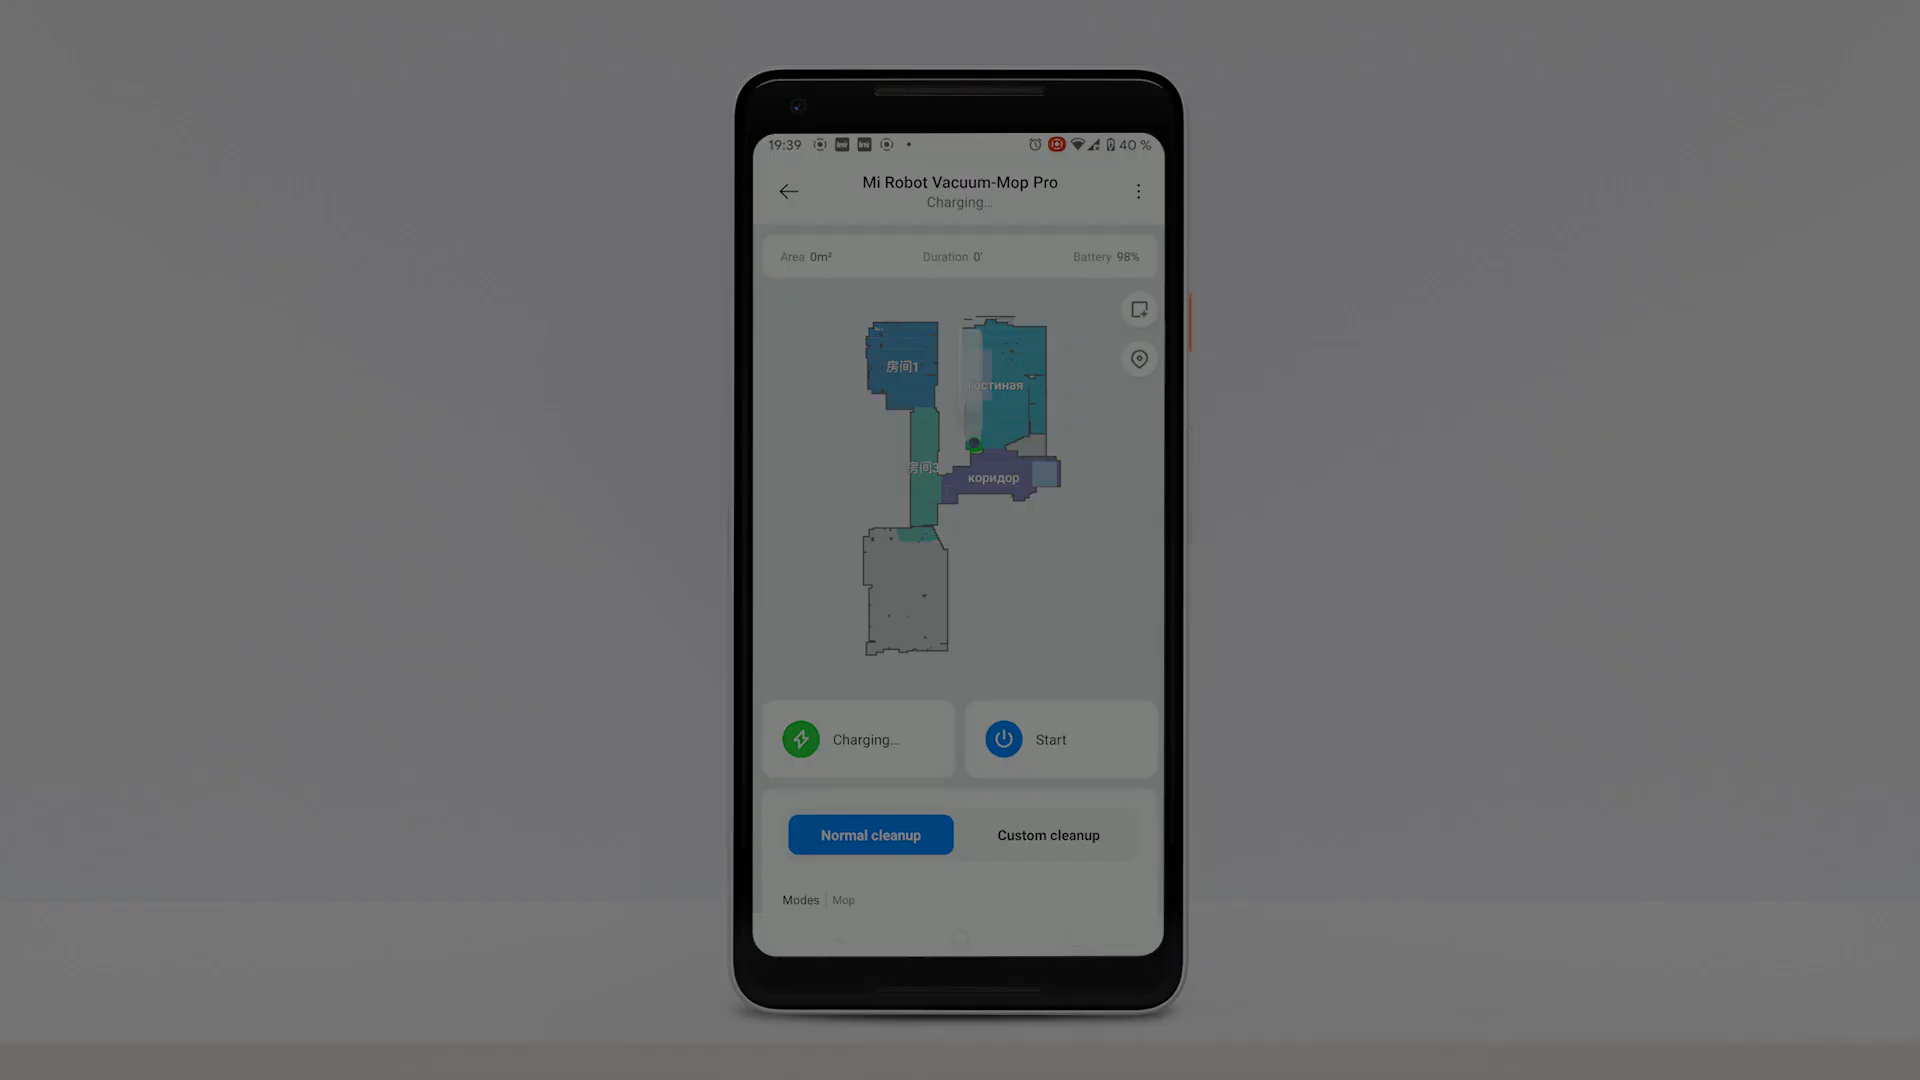 19:39
40 %
Mi Robot Vacuum-Mop Pro
Charging...
Area 0m² Duration 0' Battery 98%
房间1
Гостиная
房间3
коридор
Charging...
Start
Normal cleanup
Custom cleanup
Modes | Mop